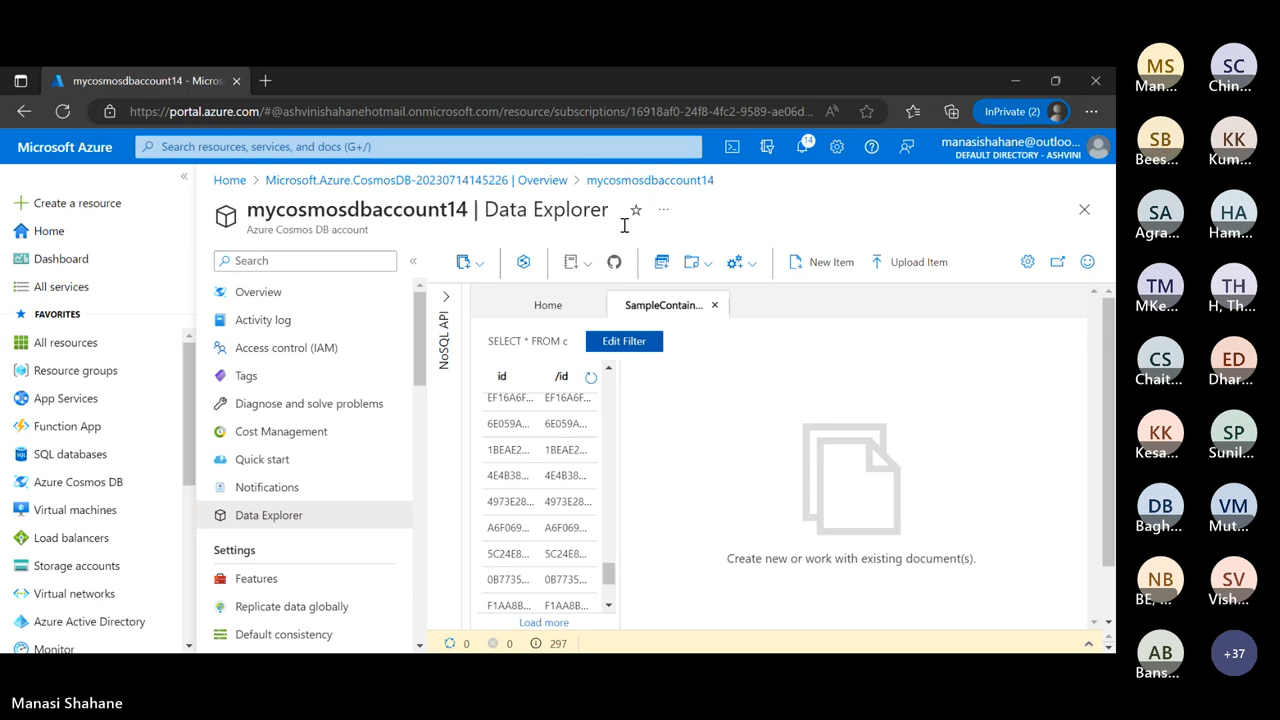 mycosmosdbaccount14 - Micros
https://portal.azure.com/#@ashvinishahanehotmail.onmicrosoft.com/resource/subscriptions/16918af0-24f8-4fc2-9589-ae06d...
InPrivate (2)
Microsoft Azure
Search resources, services, and docs (G+/)
14
manasishahane@outloo...
DEFAULT DIRECTORY - ASHVINI
Create a resource
Home
Dashboard
All services
FAVORITES
All resources
Resource groups
App Services
Function App
SQL databases
Azure Cosmos DB
Virtual machines
Load balancers
Storage accounts
Virtual networks
Azure Active Directory
Monitor
Home > Microsoft.Azure.CosmosDB-20230714145226 | Overview > mycosmosdbaccount14
mycosmosdbaccount14 | Data Explorer
Azure Cosmos DB account
Search
Overview
Activity log
Access control (IAM)
Tags
Diagnose and solve problems
Cost Management
Quick start
Notifications
Data Explorer
Settings
Features
Replicate data globally
Default consistency
New Item
Upload Item
NoSQL API
Home
SampleContain...
SELECT * FROM c
Edit Filter
id /id
EF16A6F... EF16A6F...
6E059A... 6E059A...
1BEAE2... 1BEAE2...
4E4B38... 4E4B38...
4973E28... 4973E28...
A6F069... A6F069...
5C24E8... 5C24E8...
0B7735... 0B7735...
F1AA8B... F1AA8B...
Load more
Create new or work with existing document(s).
0 0 297
MS
Man...
SC
Chin...
SB
Bees...
KK
Kum...
SA
Agra...
HA
Ham...
TM
MKe...
TH
H, Th...
CS
Chait...
ED
Dhar...
KK
Kesa...
SP
Sunil...
DB
Bagh...
VM
Mut...
NB
BE, ...
SV
Vish...
AB
Bans...
+37
Manasi Shahane